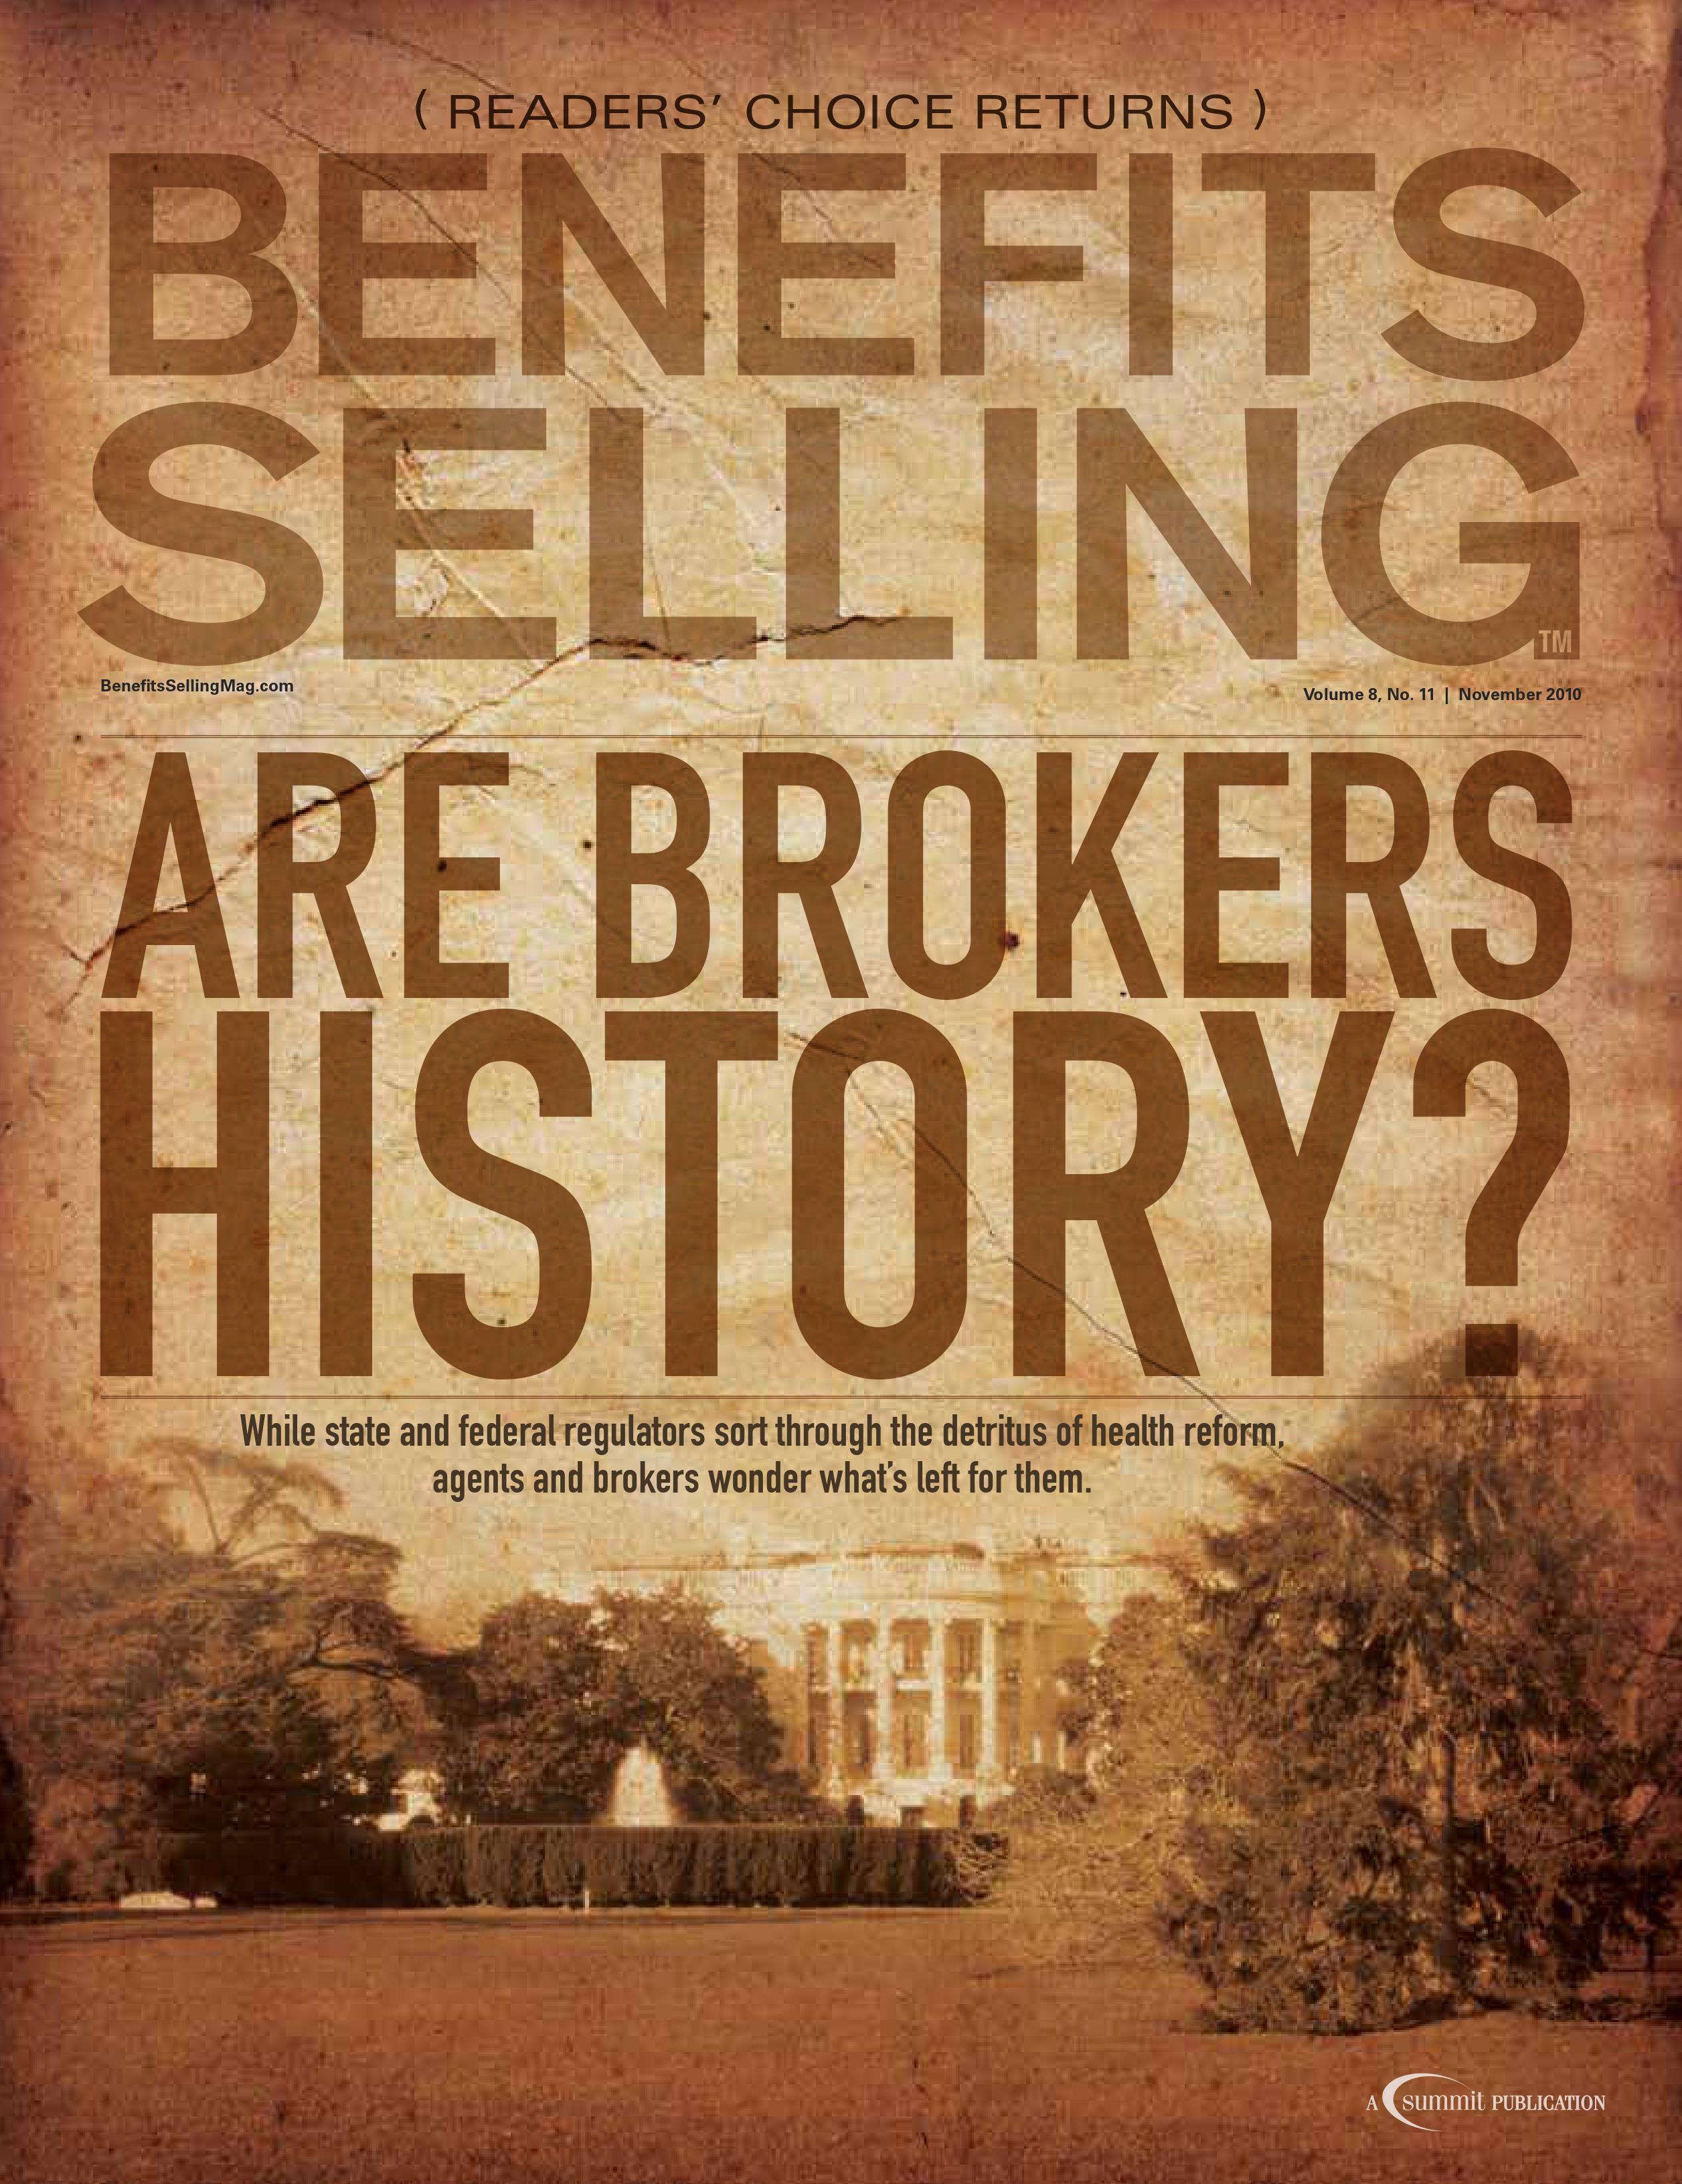 ( READERS’ CHOICE RETURNS )
BENEFITS
SELLING
TM
BenefitsSellingMag.com
Volume 8, No. 11 | November 2010
ARE BROKERS
HISTORY?
While state and federal regulators sort through the detritus of health reform,
agents and brokers wonder what’s left for them.
A summit PUBLICATION